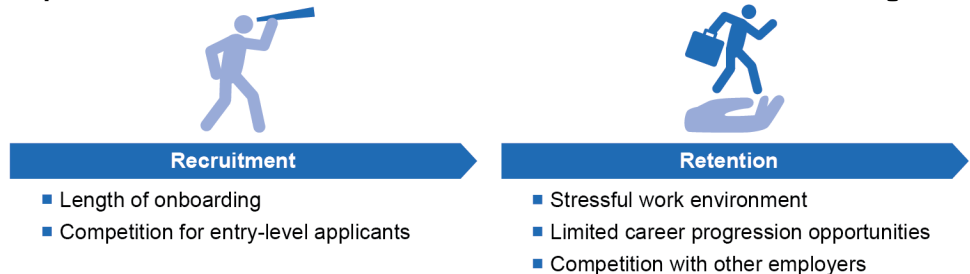 Recruitment
Length of onboarding
Competition for entry-level applicants
Retention
Stressful work environment
Limited career progression opportunities
Competition with other employers